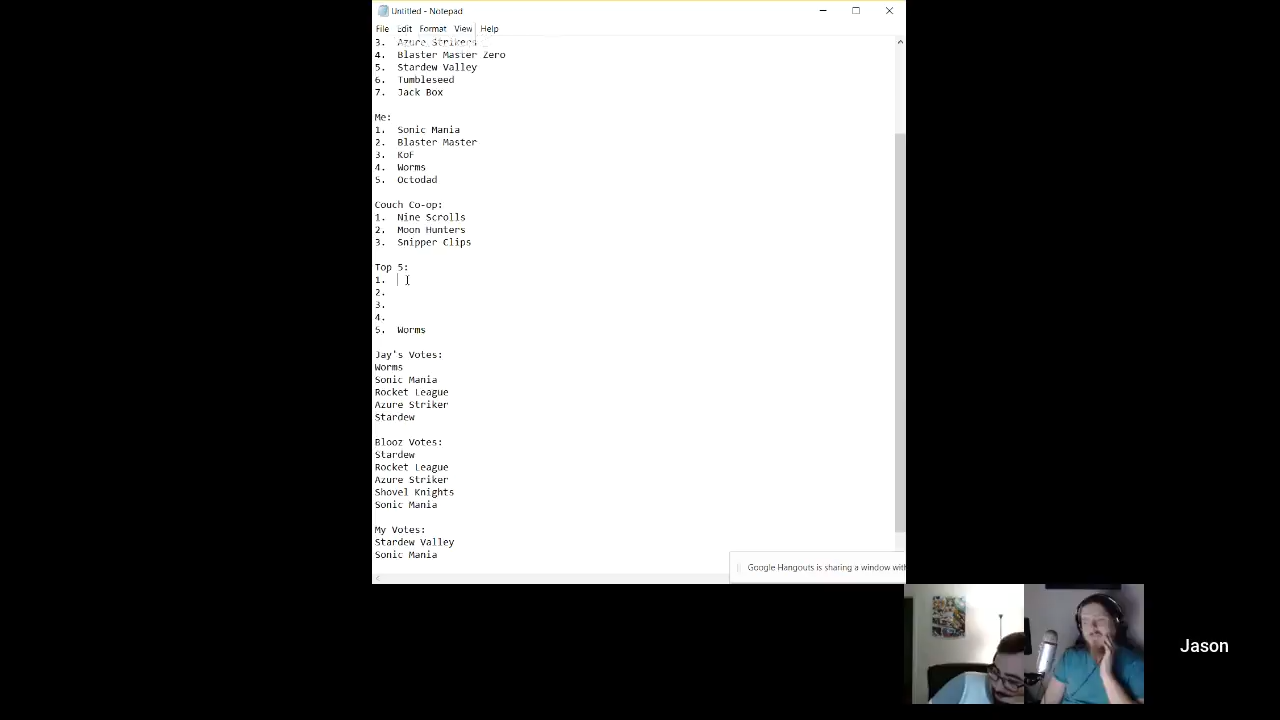 Untitled - Notepad
File Edit Format View Help
3. Azure Strikers
4. Blaster Master Zero
5. Stardew Valley
6. Tumbleseed
7. Jack Box
Me:
1. Sonic Mania
2. Blaster Master
3. KoF
4. Worms
5. Octodad
Couch Co-op:
1. Nine Scrolls
2. Moon Hunters
3. Snipper Clips
Top 5:
1.
2.
3.
4.
5. Worms
Jay's Votes:
Worms
Sonic Mania
Rocket League
Azure Striker
Stardew
Blooz Votes:
Stardew
Rocket League
Azure Striker
Shovel Knights
Sonic Mania
My Votes:
Stardew Valley
Sonic Mania
Google Hangouts is sharing a window with
Jason